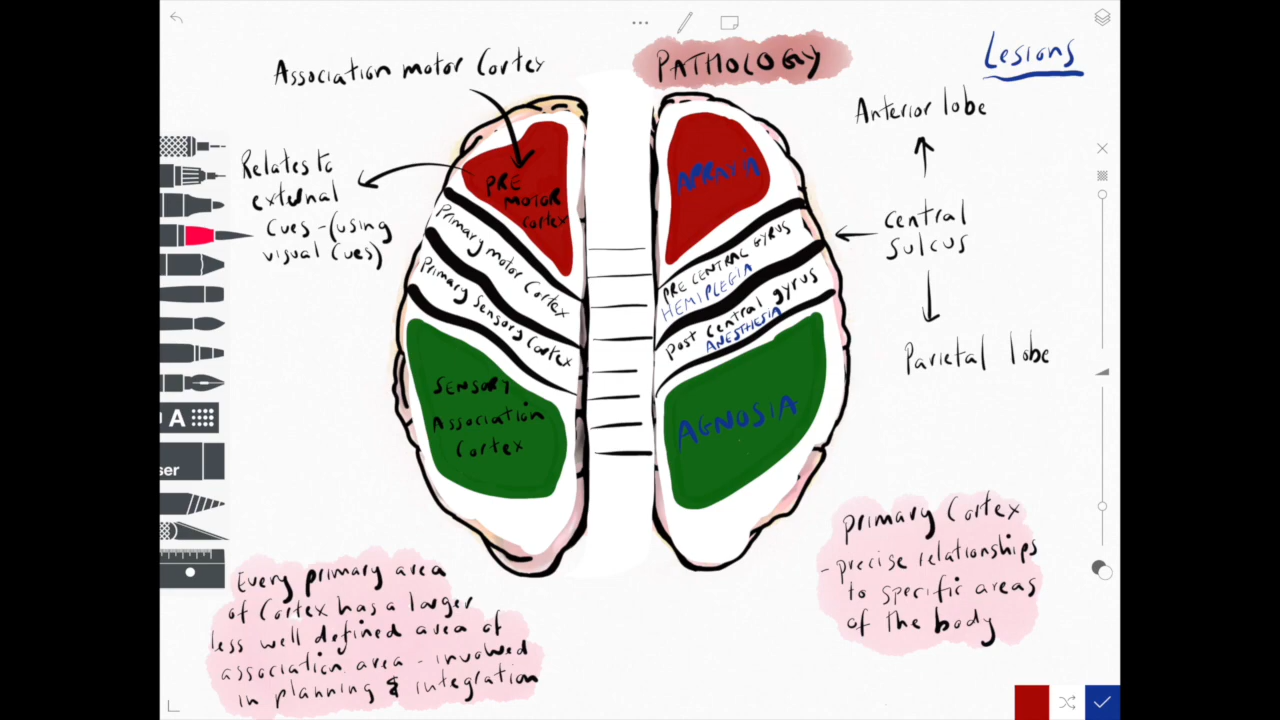 Association motor Cortex
PATHOLOGY
Lesions
Anterior lobe
Relates to
external
cues - (using
visual cues)
PRE
MOTOR
Cortex
Primary motor Cortex
Primary Sensory Cortex
SENSORY
Association
Cortex
APRAXIA
PRE CENTRAL GYRUS
HEMIPLEGIA
Post Central gyrus
ANESTHESIA
AGNOSIA
central
sulcus
Parietal lobe
A
ser
primary Cortex
- precise relationships
to specific areas
of the body
Every primary area
of Cortex has a larger
less well defined area of
association area - involved
in planning & integration